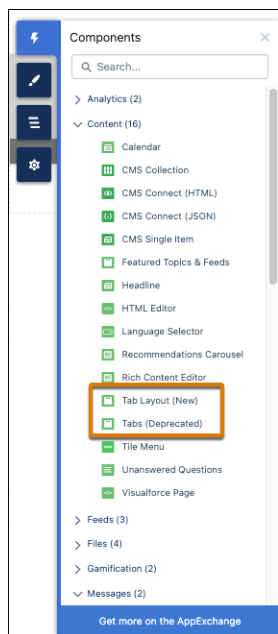 Components
Search...
Analytics (2)
Content (16)
Calendar
CMS Collection
CMS Connect (HTML)
CMS Connect (JSON)
CMS Single Item
Featured Topics & Feeds
Headline
HTML Editor
Language Selector
Recommendations Carousel
Rich Content Editor
Tab Layout (New)
Tabs (Deprecated)
Tile Menu
Unanswered Questions
Visualforce Page
Feeds (3)
Files (4)
Gamification (2)
Messages (2)
Get more on the AppExchange